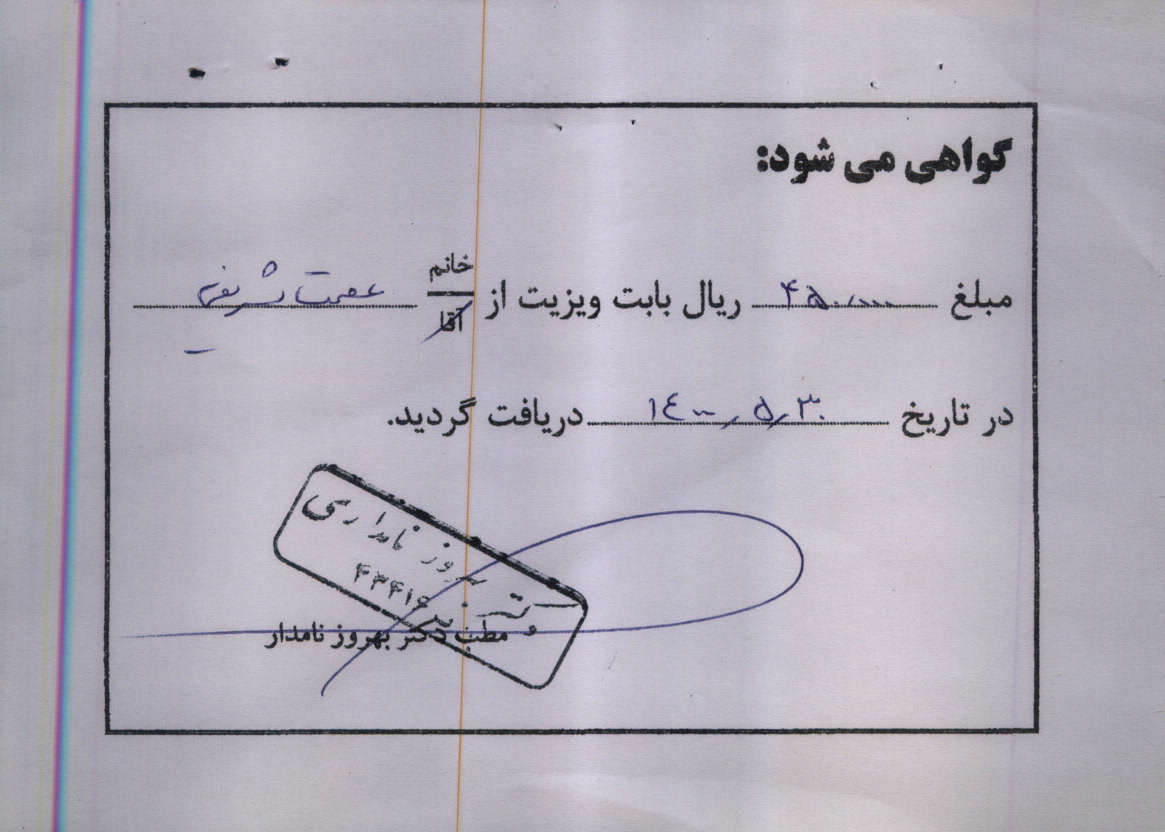 گواهی می شود:
مبلغ ۴۵۰/۰۰۰ ریال بابت ویزیت از خانم / آقا عصمت شریفی
در تاریخ ۱۴۰۰/۵/۳۰ دریافت گردید.
دکتر بهروز نامداری
مطب دکتر بهروز نامدار